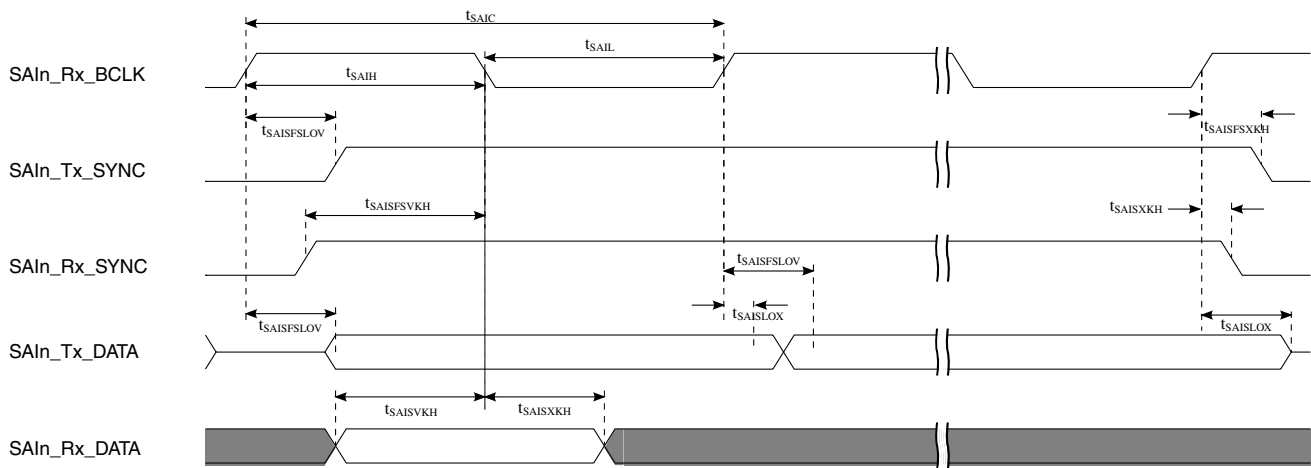 tSAIC
SAIn_Rx_BCLK
tSAIL
tSAIH
tSAISFSLOV
tSAISFSXKH
SAIn_Tx_SYNC
tSAISFSVKH
tSAISXKH
SAIn_Rx_SYNC
tSAISFSLOV
tSAISFSLOV
tSAISLOX
tSAISLOX
SAIn_Tx_DATA
tSAISVKH
tSAISXKH
SAIn_Rx_DATA